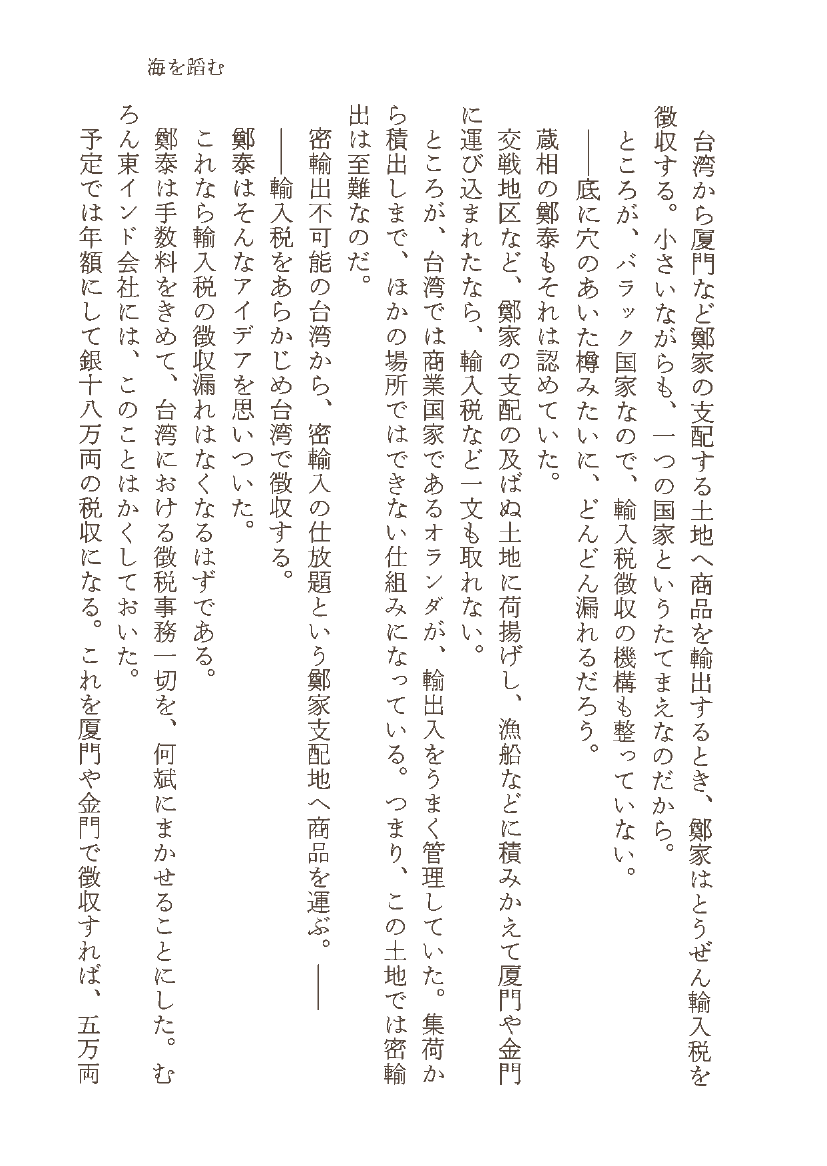 海を蹈む
台湾から厦門など鄭家の支配する土地へ商品を輸出するとき、鄭家はとうぜん輸入税を
徴収する。小さいながらも、一つの国家というたてまえなのだから。
ところが、バラック国家なので、輸入税徴収の機構も整っていない。
――底に穴のあいた樽みたいに、どんどん漏れるだろう。
蔵相の鄭泰もそれは認めていた。
交戦地区など、鄭家の支配の及ばぬ土地に荷揚げし、漁船などに積みかえて厦門や金門
に運び込まれたなら、輸入税など一文も取れない。
ところが、台湾では商業国家であるオランダが、輸出入をうまく管理していた。集荷か
ら積出しまで、ほかの場所ではできない仕組みになっている。つまり、この土地では密輸
出は至難なのだ。
密輸出不可能の台湾から、密輸入の仕放題という鄭家支配地へ商品を運ぶ。――
――輸入税をあらかじめ台湾で徴収する。
鄭泰はそんなアイデアを思いついた。
これなら輸入税の徴収漏れはなくなるはずである。
鄭泰は手数料をきめて、台湾における徴税事務一切を、何斌にまかせることにした。む
ろん東インド会社には、このことはかくしておいた。
予定では年額にして銀十八万両の税収になる。これを厦門や金門で徴収すれば、五万両